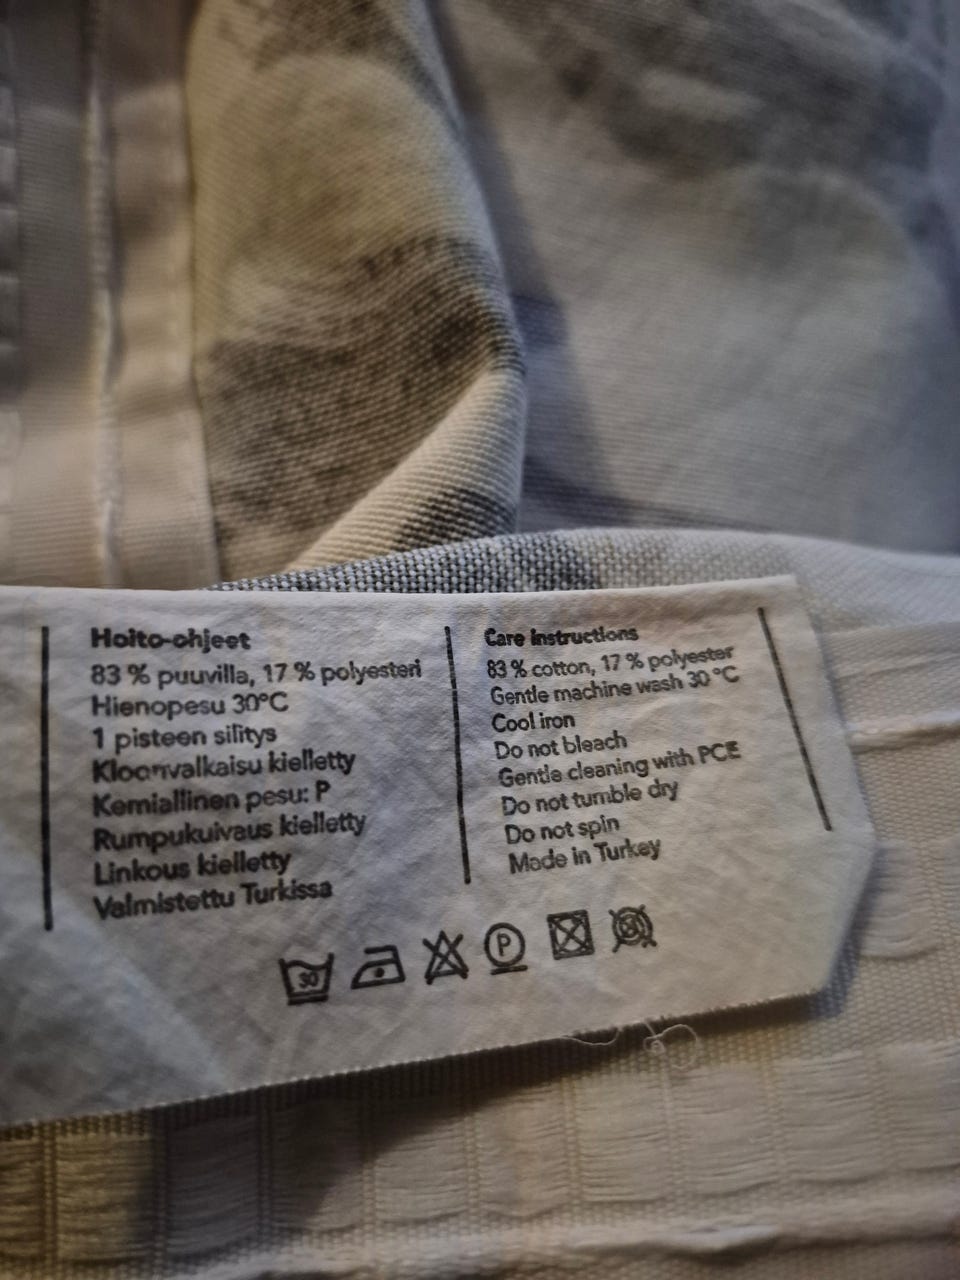 Hoito-ohjeet
83 % puuvilla, 17 % polyesteri
Hienopesu 30°C
1 pisteen silitys
Kloorivalkaisu kielletty
Kemiallinen pesu: P
Rumpukuivaus kielletty
Linkous kielletty
Valmistettu Turkissa
Care instructions
83 % cotton, 17 % polyester
Gentle machine wash 30 °C
Cool iron
Do not bleach
Gentle cleaning with PCE
Do not tumble dry
Do not spin
Made in Turkey
30 P